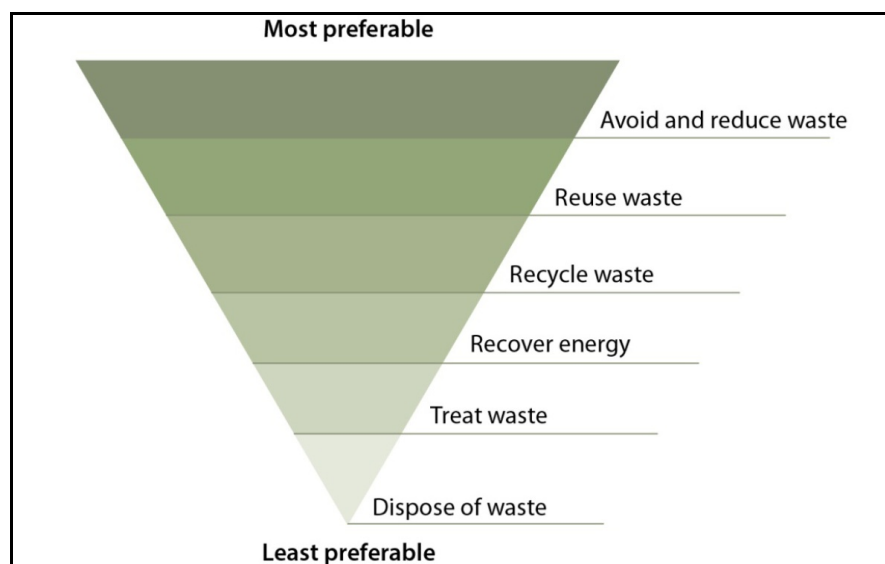 Most preferable
Avoid and reduce waste
Reuse waste
Recycle waste
Recover energy
Treat waste
Dispose of waste
Least preferable